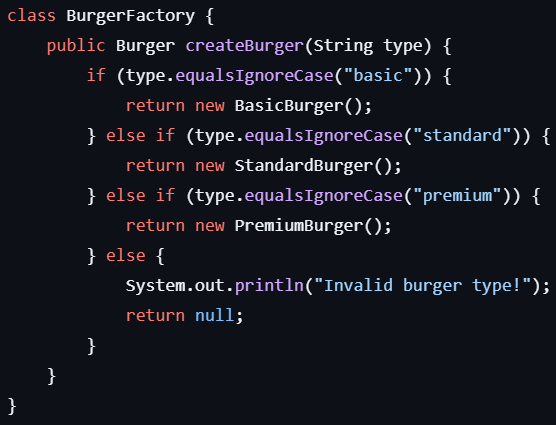 class BurgerFactory {
    public Burger createBurger(String type) {
        if (type.equalsIgnoreCase("basic")) {
            return new BasicBurger();
        } else if (type.equalsIgnoreCase("standard")) {
            return new StandardBurger();
        } else if (type.equalsIgnoreCase("premium")) {
            return new PremiumBurger();
        } else {
            System.out.println("Invalid burger type!");
            return null;
        }
    }
}